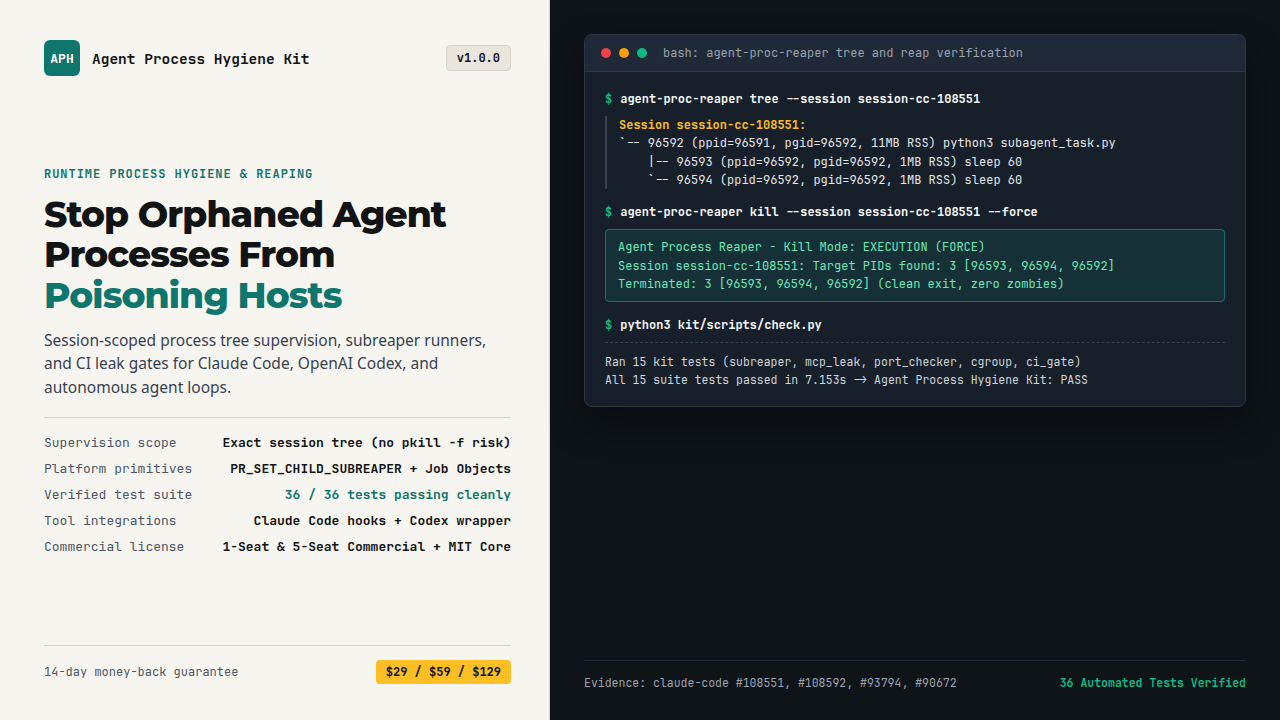 APH Agent Process Hygiene Kit v1.0.0
RUNTIME PROCESS HYGIENE & REAPING
Stop Orphaned Agent
Processes From
Poisoning Hosts
Session-scoped process tree supervision, subreaper runners,
and CI leak gates for Claude Code, OpenAI Codex, and
autonomous agent loops.
Supervision scope Exact session tree (no pkill -f risk)
Platform primitives PR_SET_CHILD_SUBREAPER + Job Objects
Verified test suite 36 / 36 tests passing cleanly
Tool integrations Claude Code hooks + Codex wrapper
Commercial license 1-Seat & 5-Seat Commercial + MIT Core
14-day money-back guarantee $29 / $59 / $129
bash: agent-proc-reaper tree and reap verification
$ agent-proc-reaper tree --session session-cc-108551
Session session-cc-108551:
`-- 96592 (ppid=96591, pgid=96592, 11MB RSS) python3 subagent_task.py
    |-- 96593 (ppid=96592, pgid=96592, 1MB RSS) sleep 60
    `-- 96594 (ppid=96592, pgid=96592, 1MB RSS) sleep 60
$ agent-proc-reaper kill --session session-cc-108551 --force
Agent Process Reaper - Kill Mode: EXECUTION (FORCE)
Session session-cc-108551: Target PIDs found: 3 [96593, 96594, 96592]
Terminated: 3 [96593, 96594, 96592] (clean exit, zero zombies)
$ python3 kit/scripts/check.py
Ran 15 kit tests (subreaper, mcp_leak, port_checker, cgroup, ci_gate)
All 15 suite tests passed in 7.153s -> Agent Process Hygiene Kit: PASS
Evidence: claude-code #108551, #108592, #93794, #90672 36 Automated Tests Verified